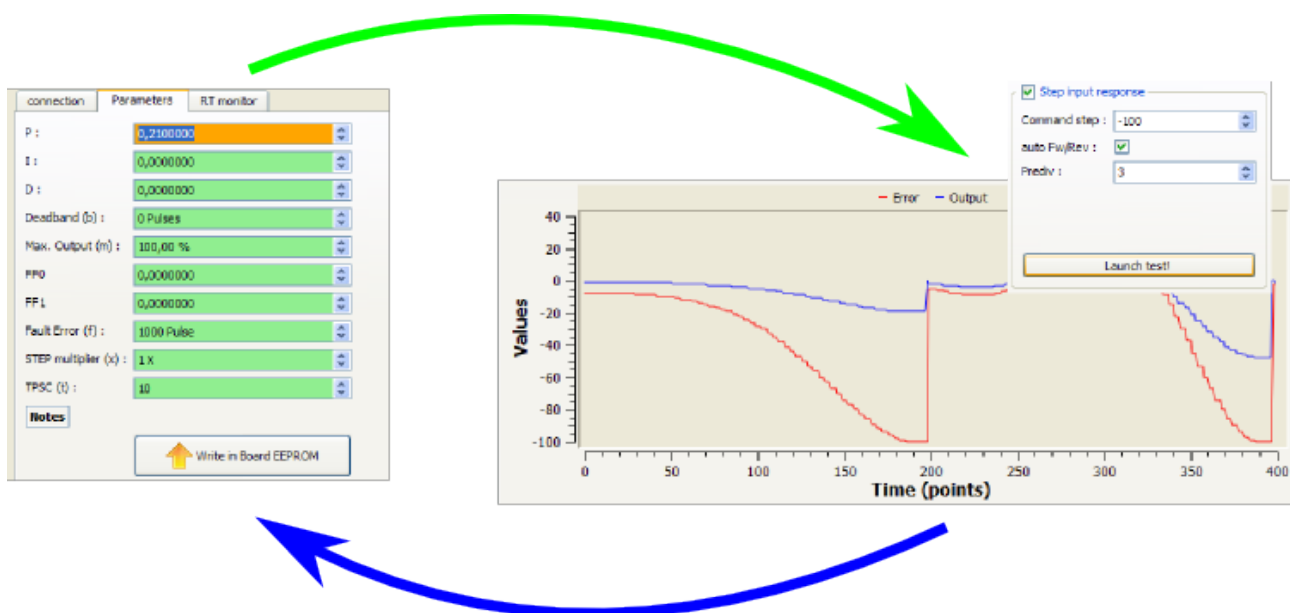 connection Parameters RT monitor
P : 0,2100000
I : 0,0000000
D : 0,0000000
Deadband (b) : 0 Pulses
Max. Output (m) : 100,00 %
FF0 0,0000000
FF1 0,0000000
Fault Error (f) : 1000 Pulse
STEP multiplier (x) : 1 X
TPSC (t) : 10
Notes
Write in Board EEPROM
Step input response
Command step : -100
auto Fw/Rev :
Prediv : 3
Launch test!
Error Output
40
20
0
-20
-40
-60
-80
-100
Values
0 50 100 150 200 250 300 350 400
Time (points)